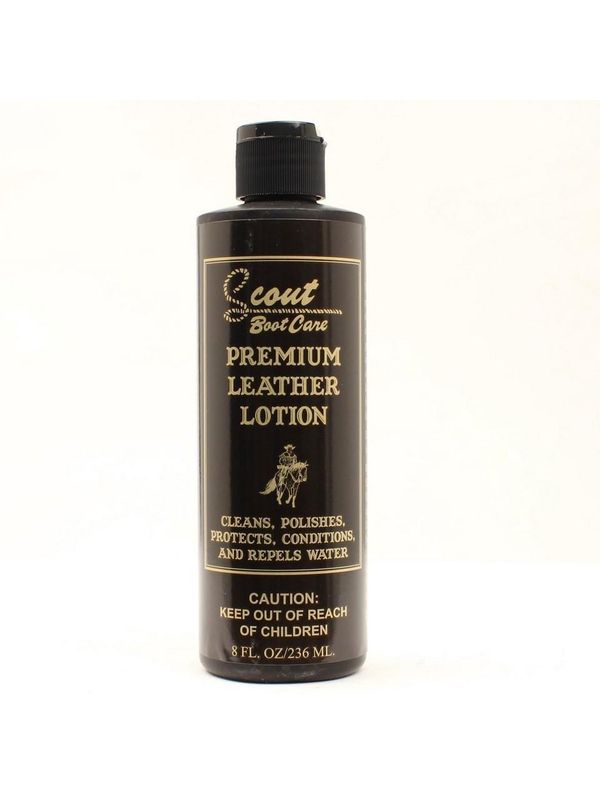 Scout
Boot Care
PREMIUM
LEATHER
LOTION
CLEANS, POLISHES,
PROTECTS, CONDITIONS,
AND REPELS WATER
CAUTION:
KEEP OUT OF REACH
OF CHILDREN
8 FL. OZ/236 ML.